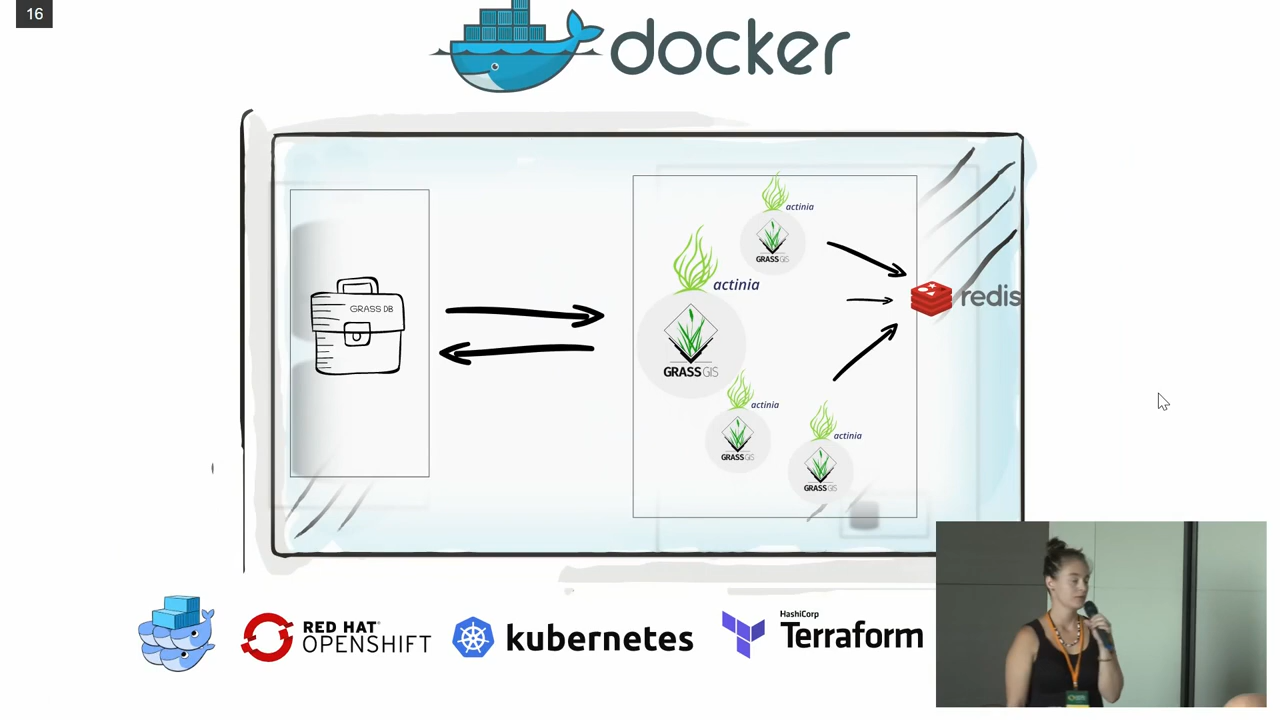 16
docker
actinia
GRASS GIS
GRASS DB
actinia
GRASS GIS
redis
actinia
GRASS GIS
actinia
GRASS GIS
RED HAT®
OPENSHIFT
kubernetes
HashiCorp
Terraform